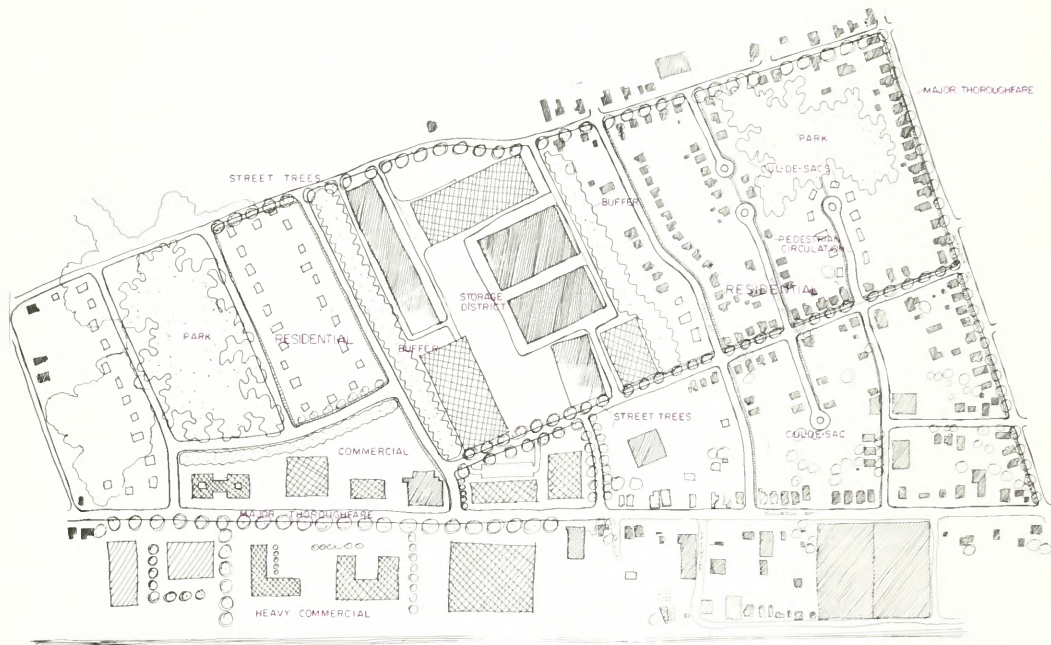 MAJOR THOROUGHFARE
PARK
CUL-DE-SACS
STREET TREES
BUFFER
PEDESTRIAN
CIRCULATION
RESIDENTIAL
STORAGE
DISTRICT
PARK
RESIDENTIAL
BUFFER
STREET TREES
CUL-DE-SAC
COMMERCIAL
MAJOR THOROUGHFARE
HEAVY COMMERCIAL